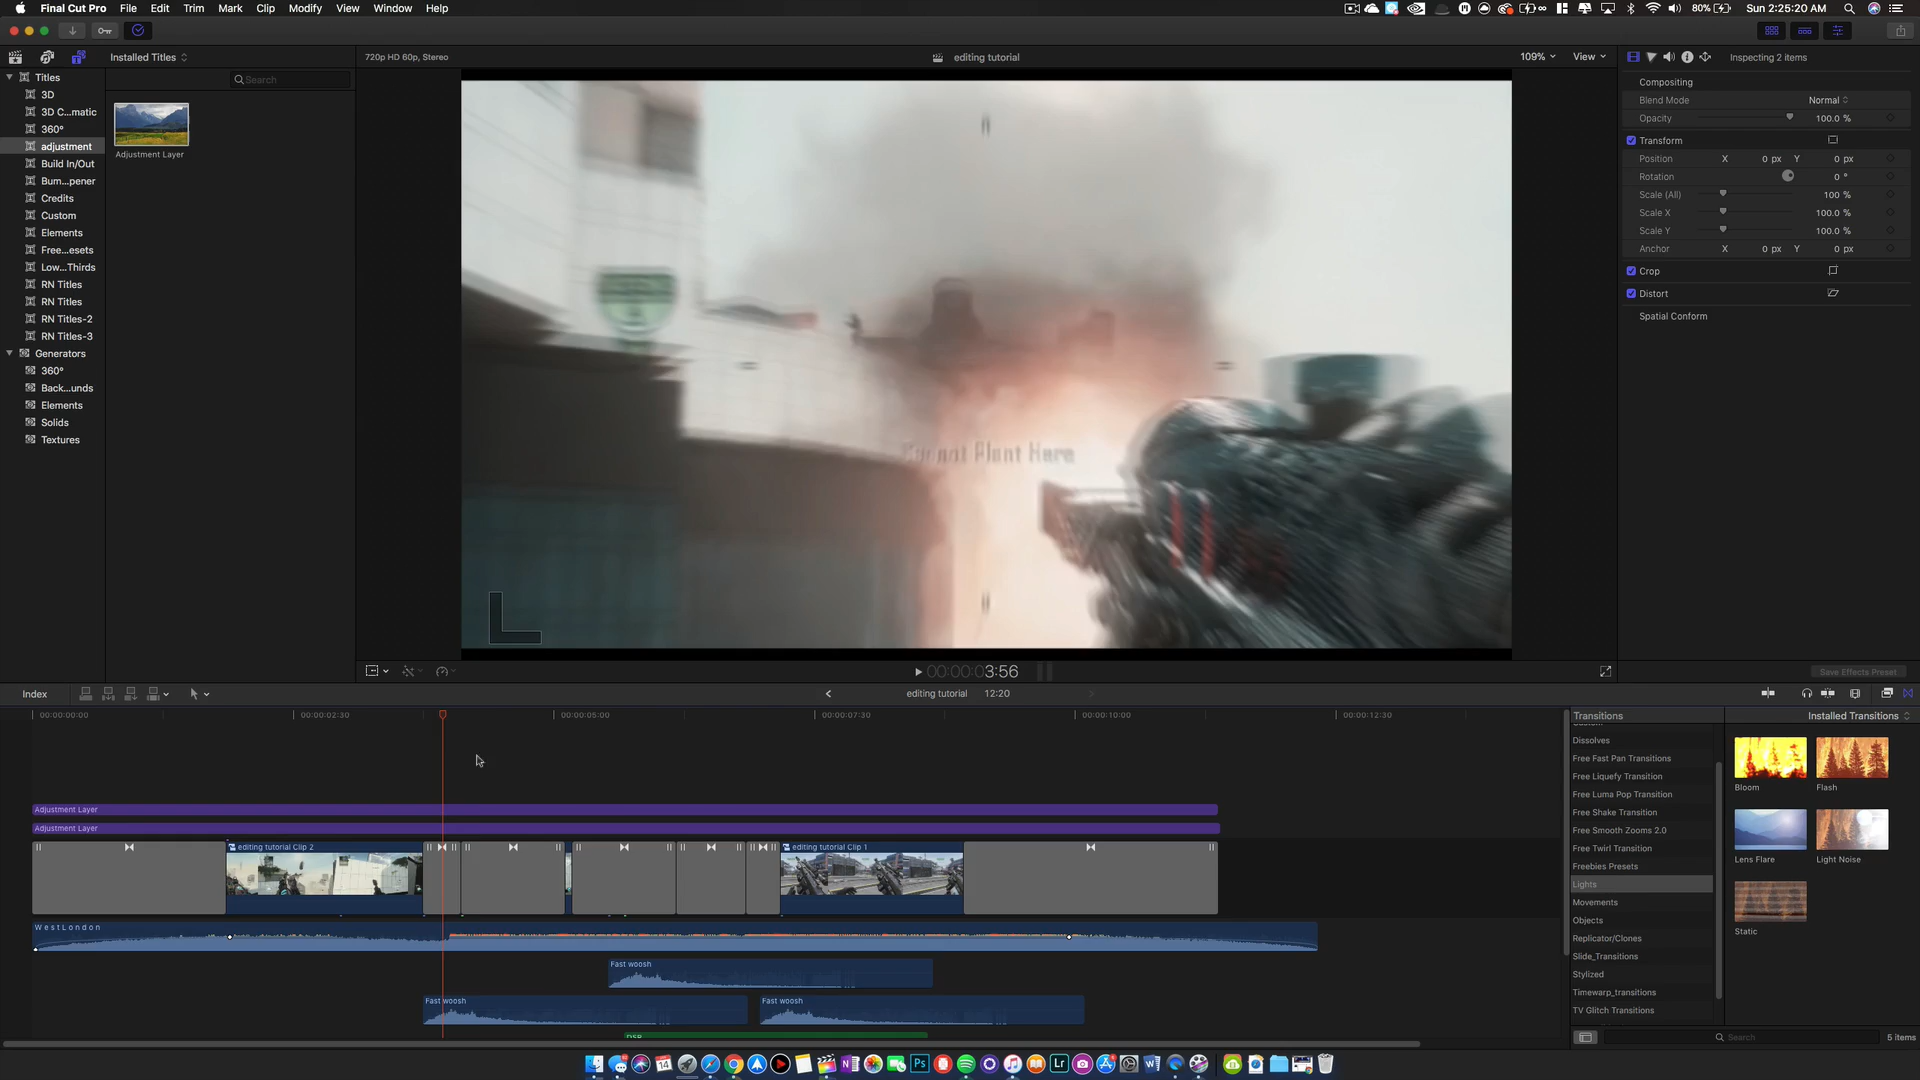 Final Cut Pro File Edit Trim Mark Clip Modify View Window Help
80% Sun 2:25:20 AM
Installed Titles
Search
720p HD 60p, Stereo
editing tutorial
109%
View
Inspecting 2 items
Titles
3D
3D C...matic
360°
adjustment
Build In/Out
Bum...pener
Credits
Custom
Elements
Free...esets
Low...Thirds
RN Titles
RN Titles
RN Titles-2
RN Titles-3
Generators
360°
Back...unds
Elements
Solids
Textures
Adjustment Layer
Cannot Plant Here
Compositing
Blend Mode Normal
Opacity 100.0 %
Transform
Position X 0 px Y 0 px
Rotation 0 °
Scale (All) 100 %
Scale X 100.0 %
Scale Y 100.0 %
Anchor X 0 px Y 0 px
Crop
Distort
Spatial Conform
Save Effects Preset
00:00:03:56
Index
editing tutorial 12:20
00:00:00:00 00:00:02:30 00:00:05:00 00:00:07:30 00:00:10:00 00:00:12:30
Adjustment Layer
Adjustment Layer
editing tutorial Clip 2
editing tutorial Clip 1
WestLondon
Fast woosh
Fast woosh
Fast woosh
Transitions
Installed Transitions
Dissolves
Free Fast Pan Transitions
Free Liquefy Transition
Free Luma Pop Transition
Free Shake Transition
Free Smooth Zooms 2.0
Free Twirl Transition
Freebies Presets
Lights
Movements
Objects
Replicator/Clones
Slide_Transitions
Stylized
Timewarp_transitions
TV Glitch Transitions
Bloom
Flash
Lens Flare
Light Noise
Static
Search
5 items